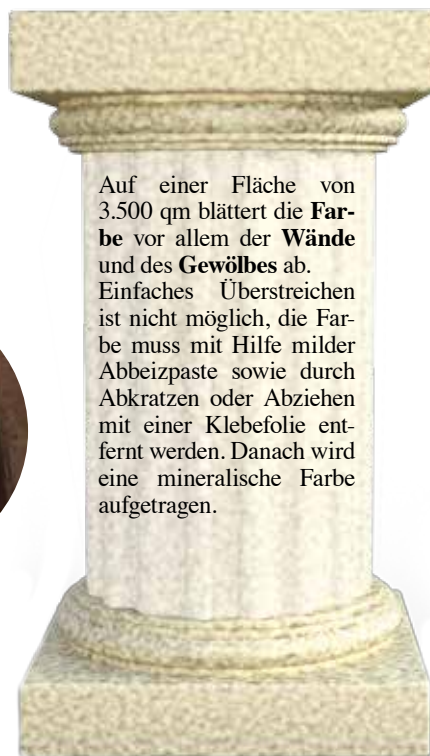 Auf einer Fläche von
3.500 qm blättert die Far-
be vor allem der Wände
und des Gewölbes ab.
Einfaches Überstreichen
ist nicht möglich, die Far-
be muss mit Hilfe milder
Abbeizpaste sowie durch
Abkratzen oder Abziehen
mit einer Klebefolie ent-
fernt werden. Danach wird
eine mineralische Farbe
aufgetragen.